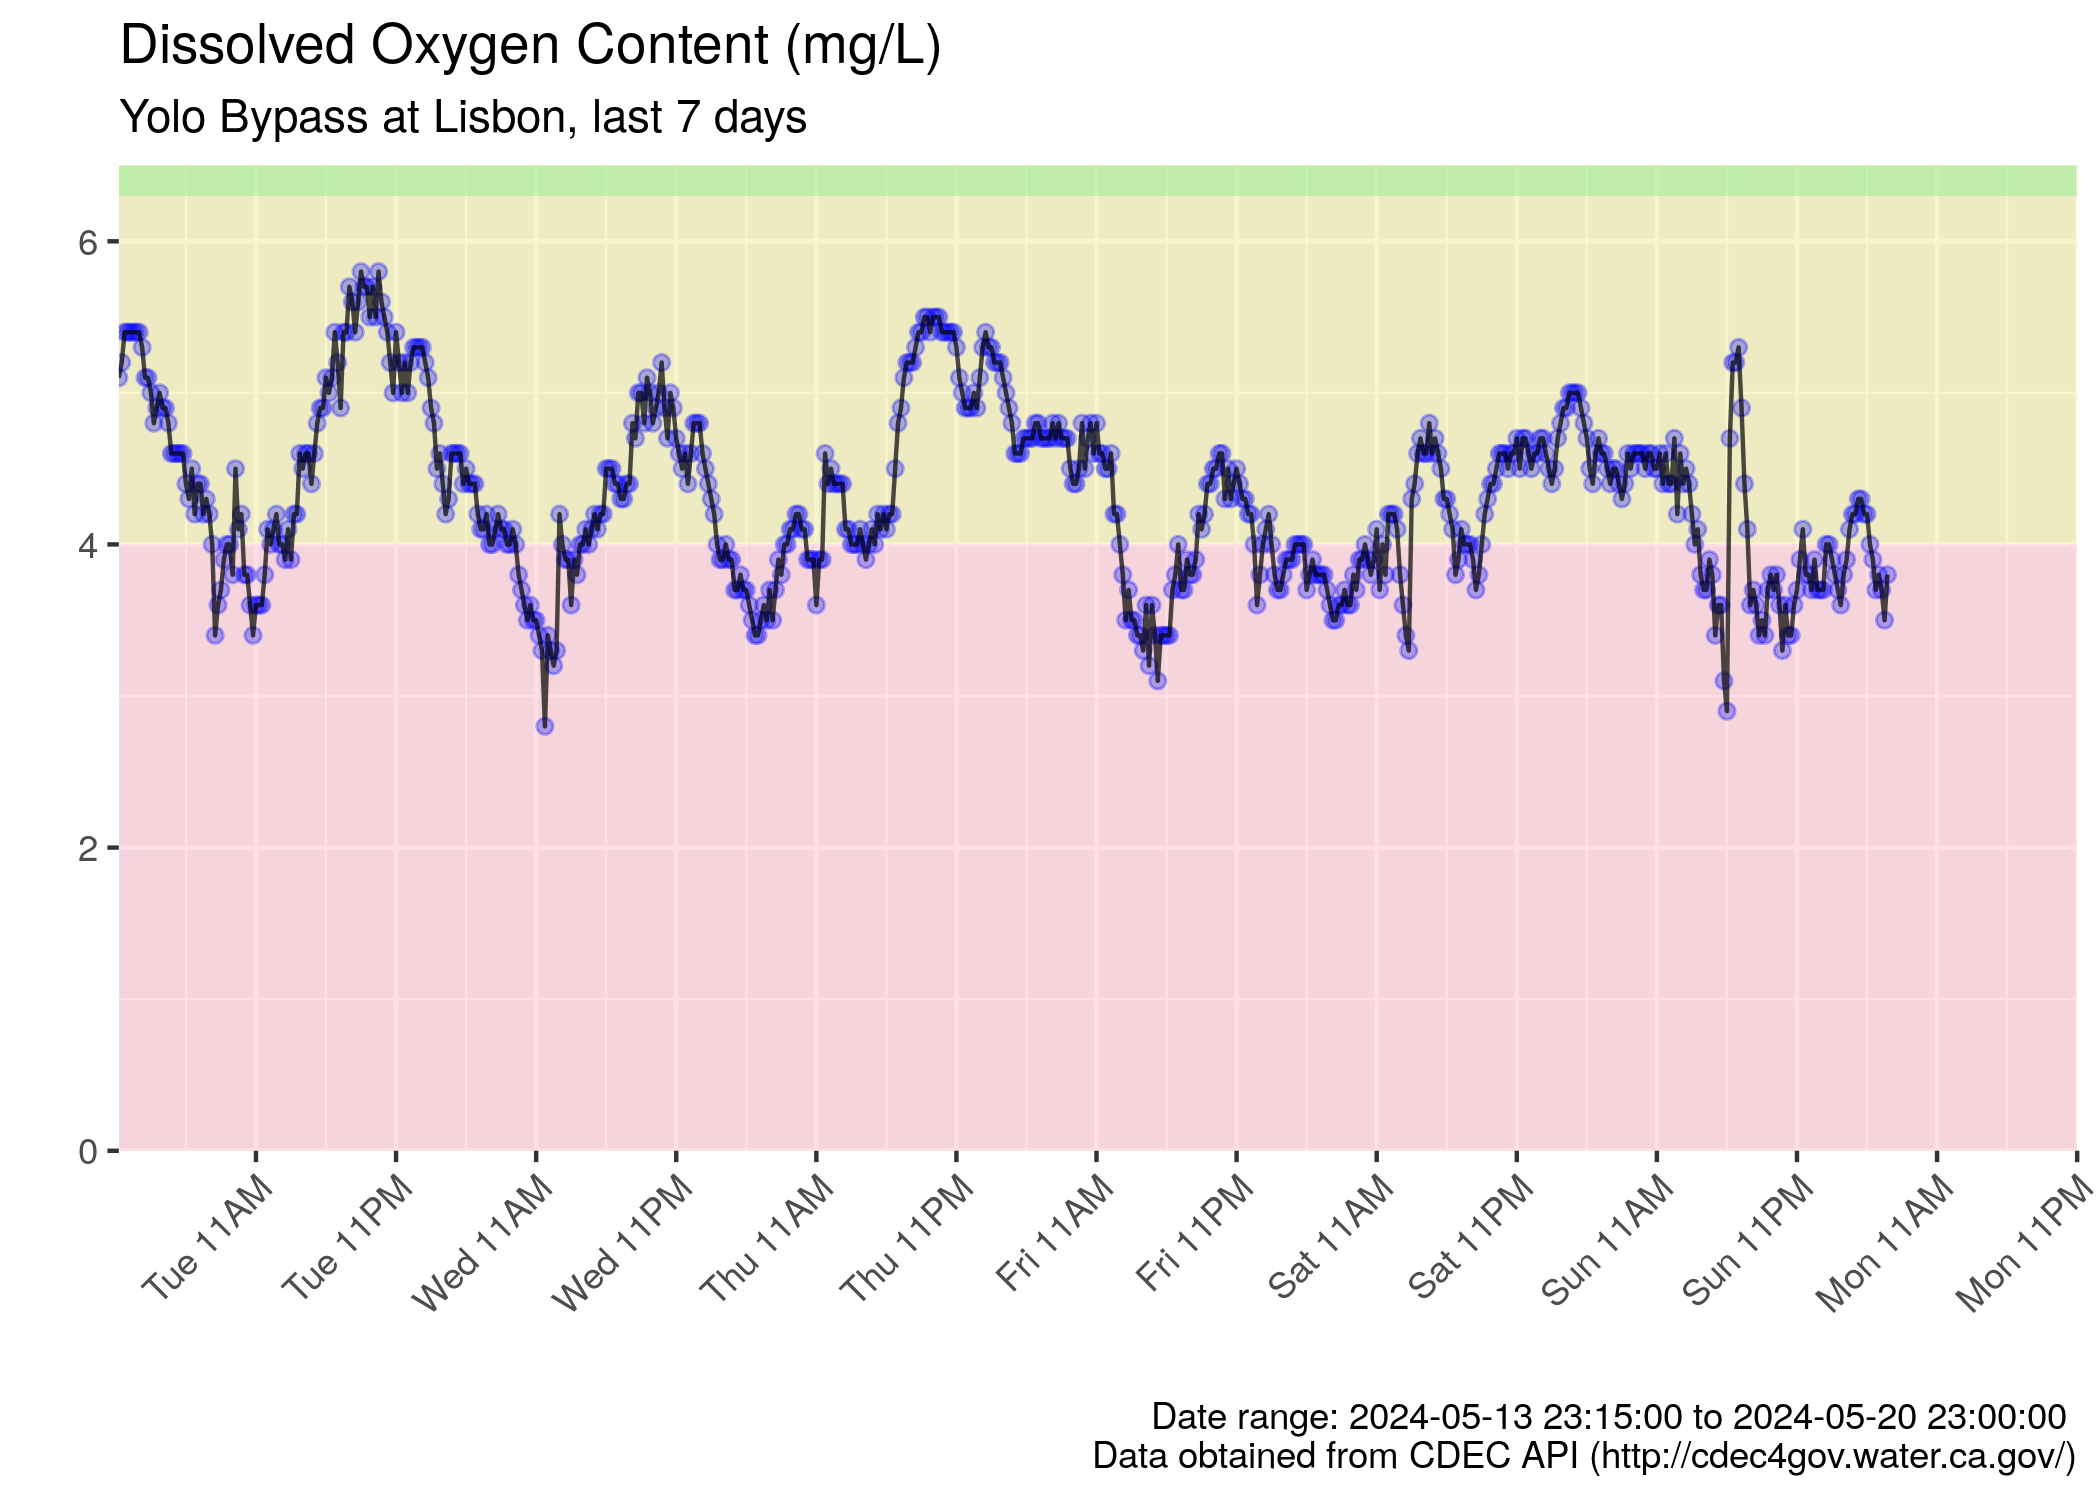 Dissolved Oxygen Content (mg/L)
Yolo Bypass at Lisbon, last 7 days
6
4
2
0
Tue 11AM
Tue 11PM
Wed 11AM
Wed 11PM
Thu 11AM
Thu 11PM
Fri 11AM
Fri 11PM
Sat 11AM
Sat 11PM
Sun 11AM
Sun 11PM
Mon 11AM
Mon 11PM
Date range: 2024-05-13 23:15:00 to 2024-05-20 23:00:00
Data obtained from CDEC API (http://cdec4gov.water.ca.gov/)